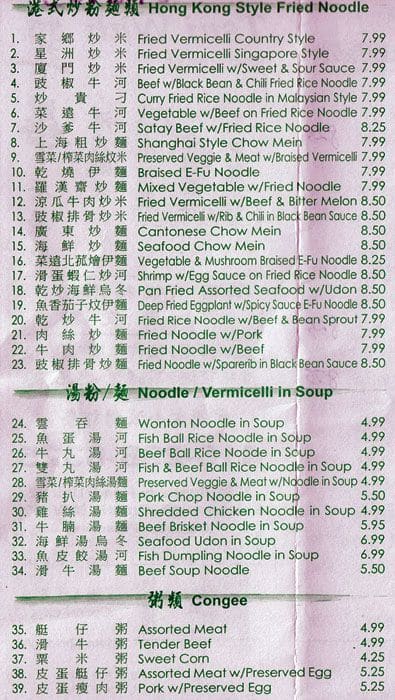 港式炒粉麵類 Hong Kong Style Fried Noodle
1. 家鄉炒米 Fried Vermicelli Country Style 7.99
2. 星洲炒米 Fried Vermicelli Singapore Style 7.99
3. 廈門炒米 Fried Vermicelli w/Sweet & Sour Sauce 7.99
4. 豉椒牛河 Beef w/Black Bean & Chili Fried Rice Noodle 7.99
5. 炒貴刁 Curry Fried Rice Noodle in Malaysian Style 7.99
6. 菜遠牛河 Vegetable w/Beef on Fried Rice Noodle 7.99
7. 沙爹牛河 Satay Beef w/Fried Rice Noodle 8.25
8. 上海粗炒麵 Shanghai Style Chow Mein 7.99
9. 雪菜/榨菜肉絲炆米 Preserved Veggie & Meat w/Braised Vermicelli 7.99
10. 乾燒伊麵 Braised E-Fu Noodle 7.99
11. 羅漢齋炒麵 Mixed Vegetable w/Fried Noodle 7.99
12. 涼瓜牛肉炒米 Fried Vermicelli w/Beef & Bitter Melon 8.50
13. 豉椒排骨炒米 Fried Vermicelli w/Rib & Chili in Black Bean Sauce 8.50
14. 廣東炒麵 Cantonese Chow Mein 8.50
15. 海鮮炒麵 Seafood Chow Mein 8.50
16. 菜遠北菰燴伊麵 Vegetable & Mushroom Braised E-Fu Noodle 8.25
17. 滑蛋蝦仁炒河 Shrimp w/Egg Sauce on Fried Rice Noodle 8.50
18. 乾炒海鮮烏冬 Pan Fried Assorted Seafood w/Udon 8.50
19. 魚香茄子炆伊麵 Deep Fried Eggplant w/Spicy Sauce E-Fu Noodle 8.50
20. 乾炒牛河 Fried Rice Noodle w/Beef & Bean Sprout 7.99
21. 肉絲炒麵 Fried Noodle w/Pork 7.99
22. 牛肉炒麵 Fried Noodle w/Beef 7.99
23. 豉椒排骨炒麵 Fried Noodle w/Sparerib in Black Bean Sauce 8.50
湯粉/麵 Noodle / Vermicelli in Soup
24. 雲吞麵 Wonton Noodle in Soup 4.99
25. 魚蛋湯河 Fish Ball Rice Noodle in Soup 4.99
26. 牛丸湯河 Beef Ball Rice Noodle in Soup 4.99
27. 雙丸湯河 Fish & Beef Ball Rice Noodle in Soup 4.99
28. 雪菜/榨菜肉絲湯麵 Preserved Veggie & Meat w/Noodle in Soup 4.99
29. 豬扒湯麵 Pork Chop Noodle in Soup 5.50
30. 雞絲湯麵 Shredded Chicken Noodle in Soup 4.99
31. 牛腩湯麵 Beef Brisket Noodle in Soup 5.95
32. 海鮮湯烏冬 Seafood Udon in Soup 6.99
33. 魚皮餃湯河 Fish Dumpling Noodle in Soup 6.99
34. 滑牛湯麵 Beef Soup Noodle 5.50
粥類 Congee
35. 艇仔粥 Assorted Meat 4.99
36. 滑牛粥 Tender Beef 4.99
37. 粟米粥 Sweet Corn 4.25
38. 皮蛋艇仔粥 Assorted Meat w/Preserved Egg 5.25
39. 皮蛋瘦肉粥 Pork w/Preserved Egg 5.25